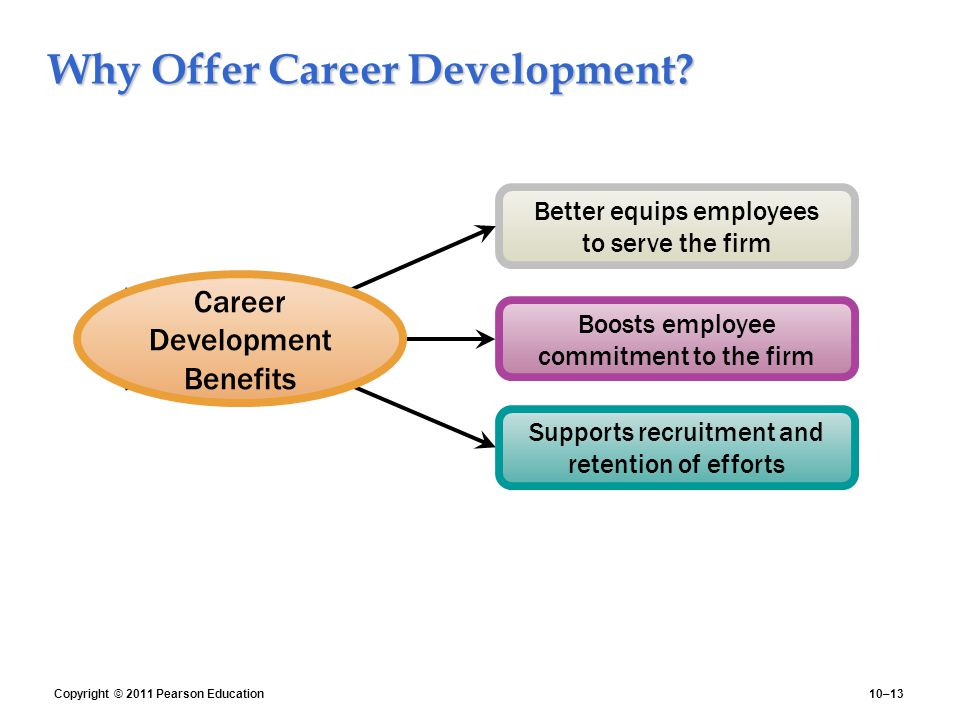 Why Offer Career Development?
Better equips employees
to serve the firm
Career
Development
Benefits
Boosts employee
commitment to the firm
Supports recruitment and
retention of efforts
Copyright © 2011 Pearson Education
10–13